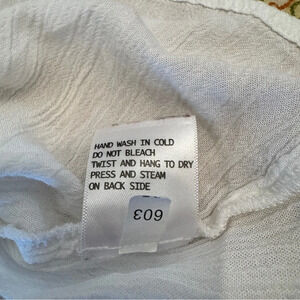 HAND WASH IN COLD
DO NOT BLEACH
TWIST AND HANG TO DRY
PRESS AND STEAM
ON BACK SIDE
603